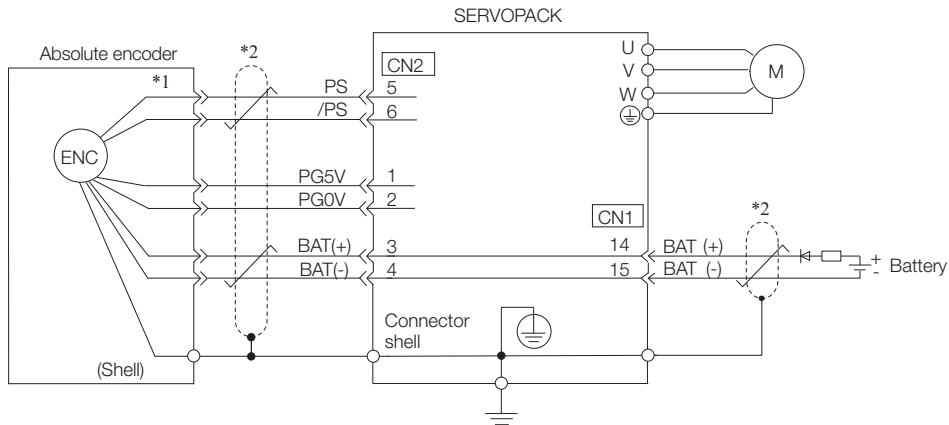 SERVOPACK
Absolute encoder
*2
CN2
U
V
W
M
*1
PS
5
/PS
6
ENC
PG5V
1
PG0V
2
CN1
*2
BAT(+)
3
14
BAT (+)
BAT(-)
4
15
BAT (-)
+
-
Battery
Connector
shell
(Shell)